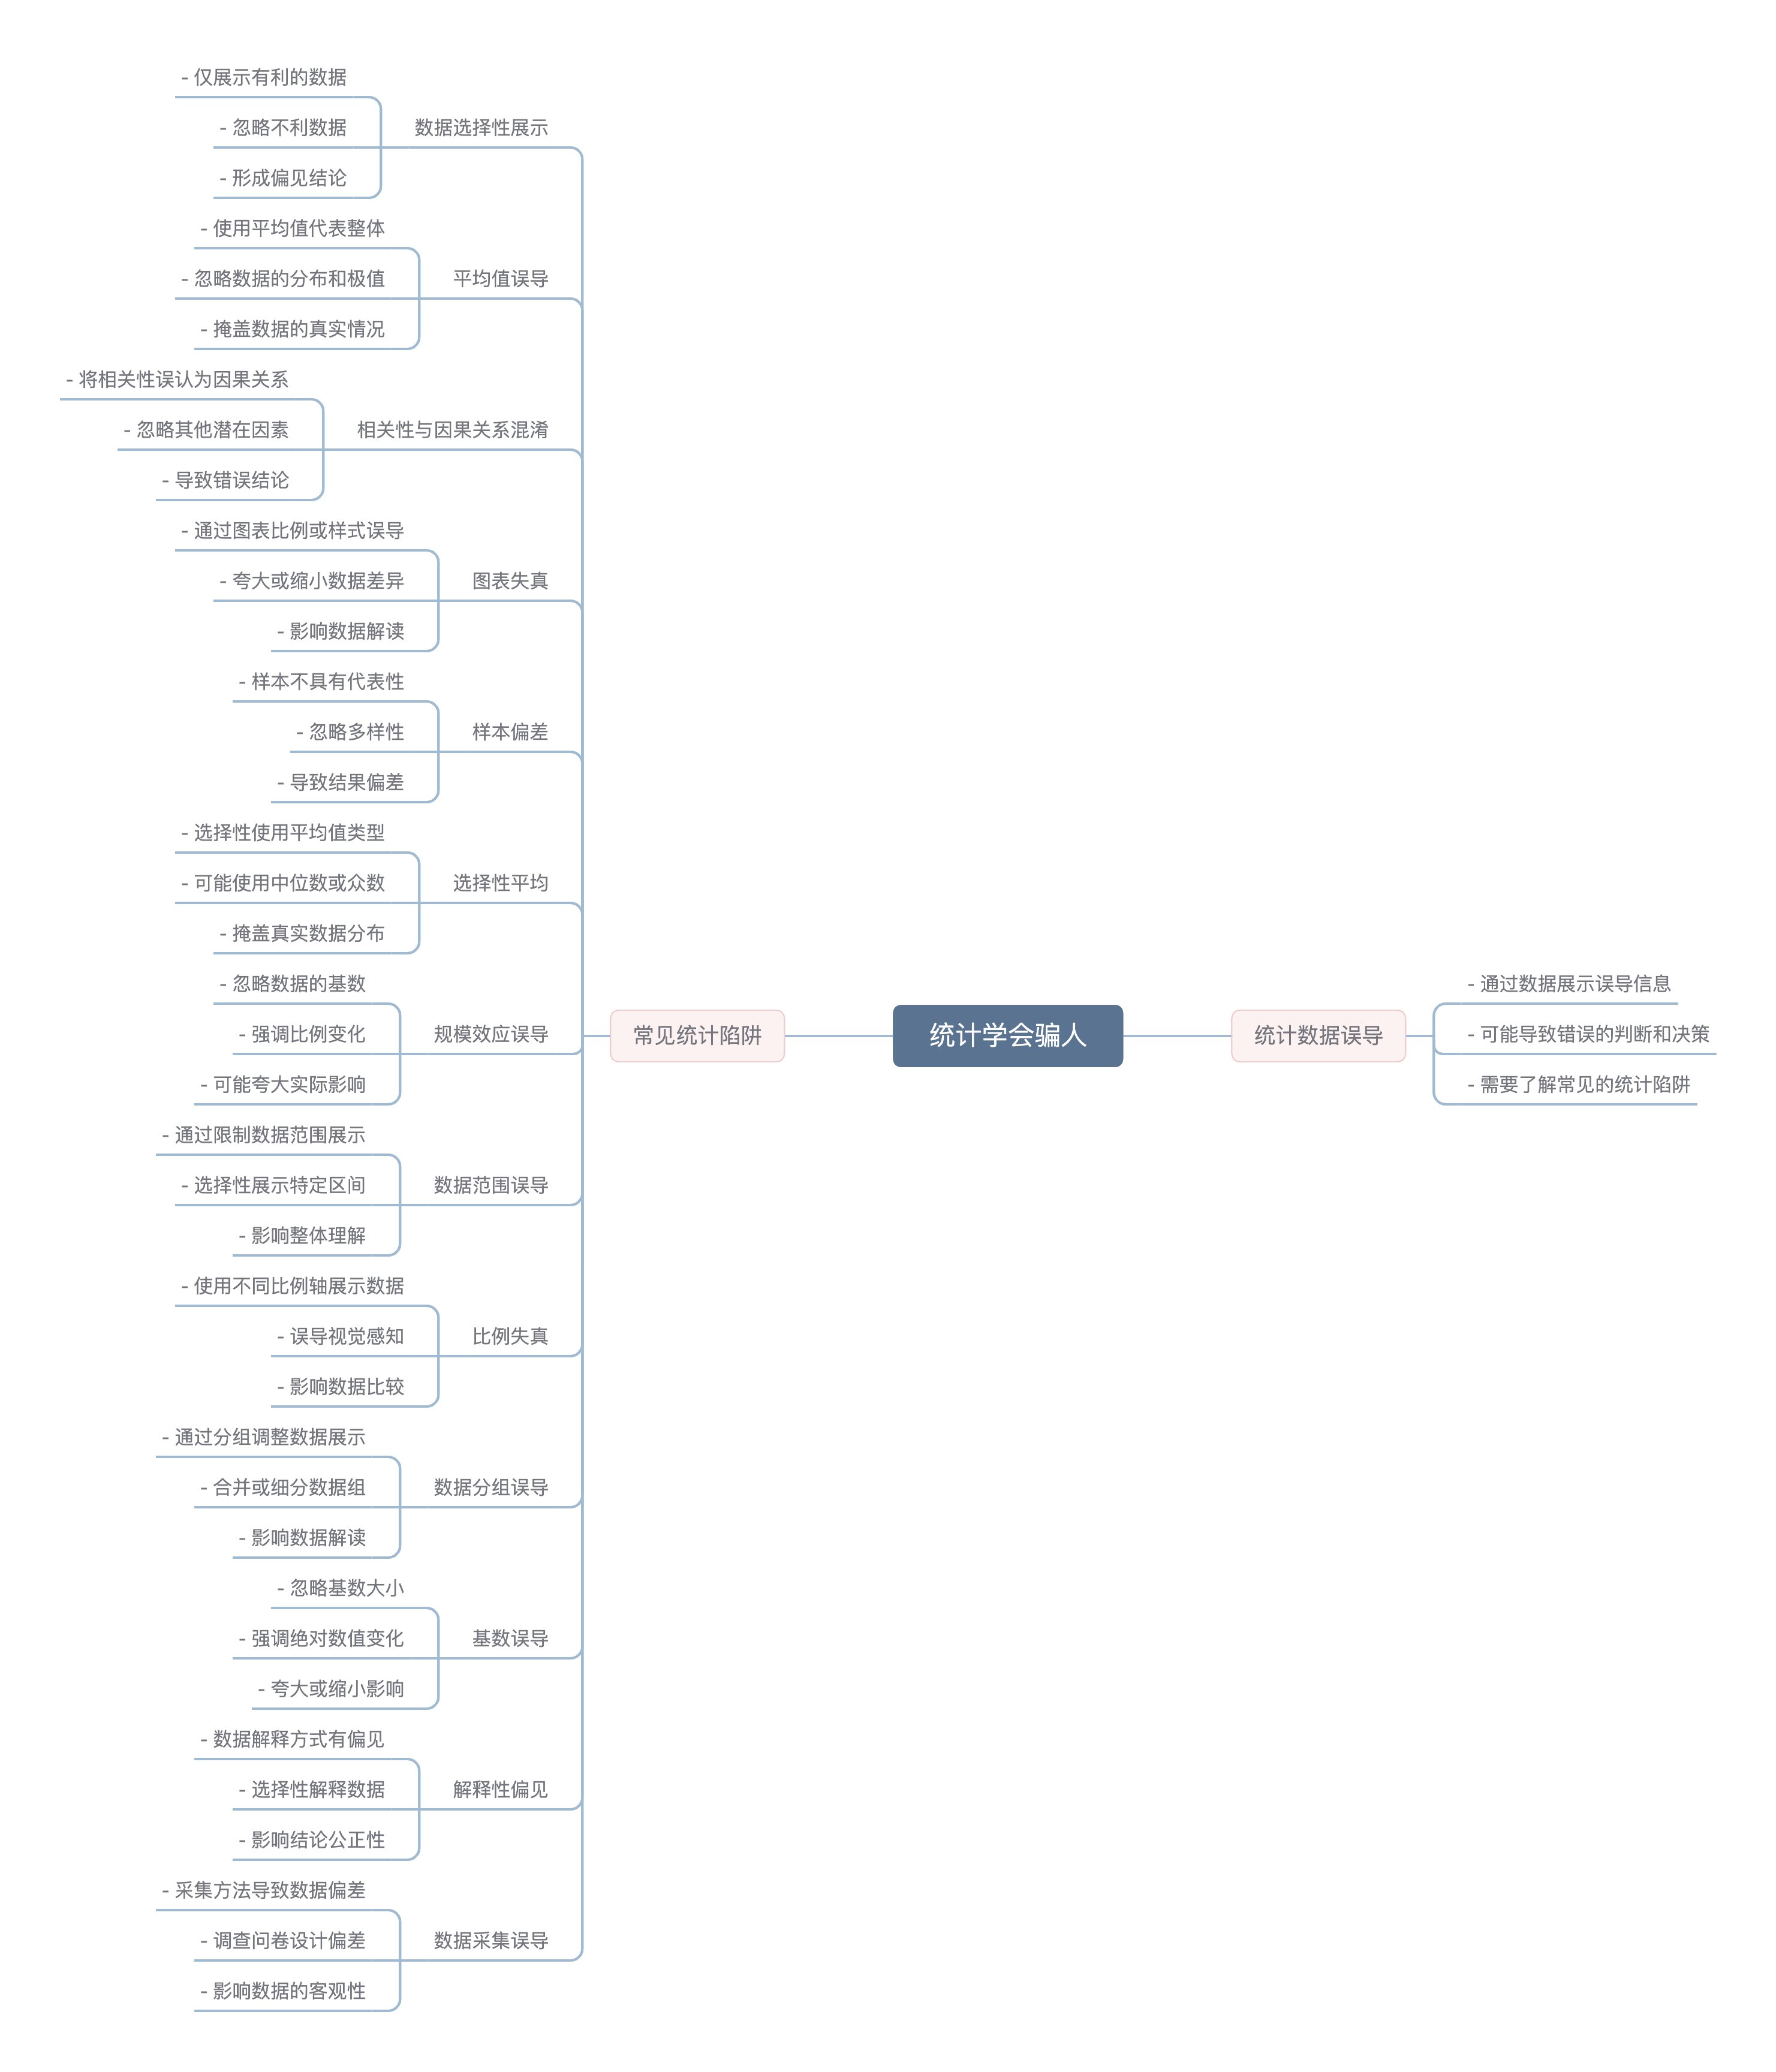 统计学会骗人
统计数据误导
- 通过数据展示误导信息
- 可能导致错误的判断和决策
- 需要了解常见的统计陷阱
常见统计陷阱
数据选择性展示
- 仅展示有利的数据
- 忽略不利数据
- 形成偏见结论
平均值误导
- 使用平均值代表整体
- 忽略数据的分布和极值
- 掩盖数据的真实情况
相关性与因果关系混淆
- 将相关性误认为因果关系
- 忽略其他潜在因素
- 导致错误结论
图表失真
- 通过图表比例或样式误导
- 夸大或缩小数据差异
- 影响数据解读
样本偏差
- 样本不具有代表性
- 忽略多样性
- 导致结果偏差
选择性平均
- 选择性使用平均值类型
- 可能使用中位数或众数
- 掩盖真实数据分布
规模效应误导
- 忽略数据的基数
- 强调比例变化
- 可能夸大实际影响
数据范围误导
- 通过限制数据范围展示
- 选择性展示特定区间
- 影响整体理解
比例失真
- 使用不同比例轴展示数据
- 误导视觉感知
- 影响数据比较
数据分组误导
- 通过分组调整数据展示
- 合并或细分数据组
- 影响数据解读
基数误导
- 忽略基数大小
- 强调绝对数值变化
- 夸大或缩小影响
解释性偏见
- 数据解释方式有偏见
- 选择性解释数据
- 影响结论公正性
数据采集误导
- 采集方法导致数据偏差
- 调查问卷设计偏差
- 影响数据的客观性